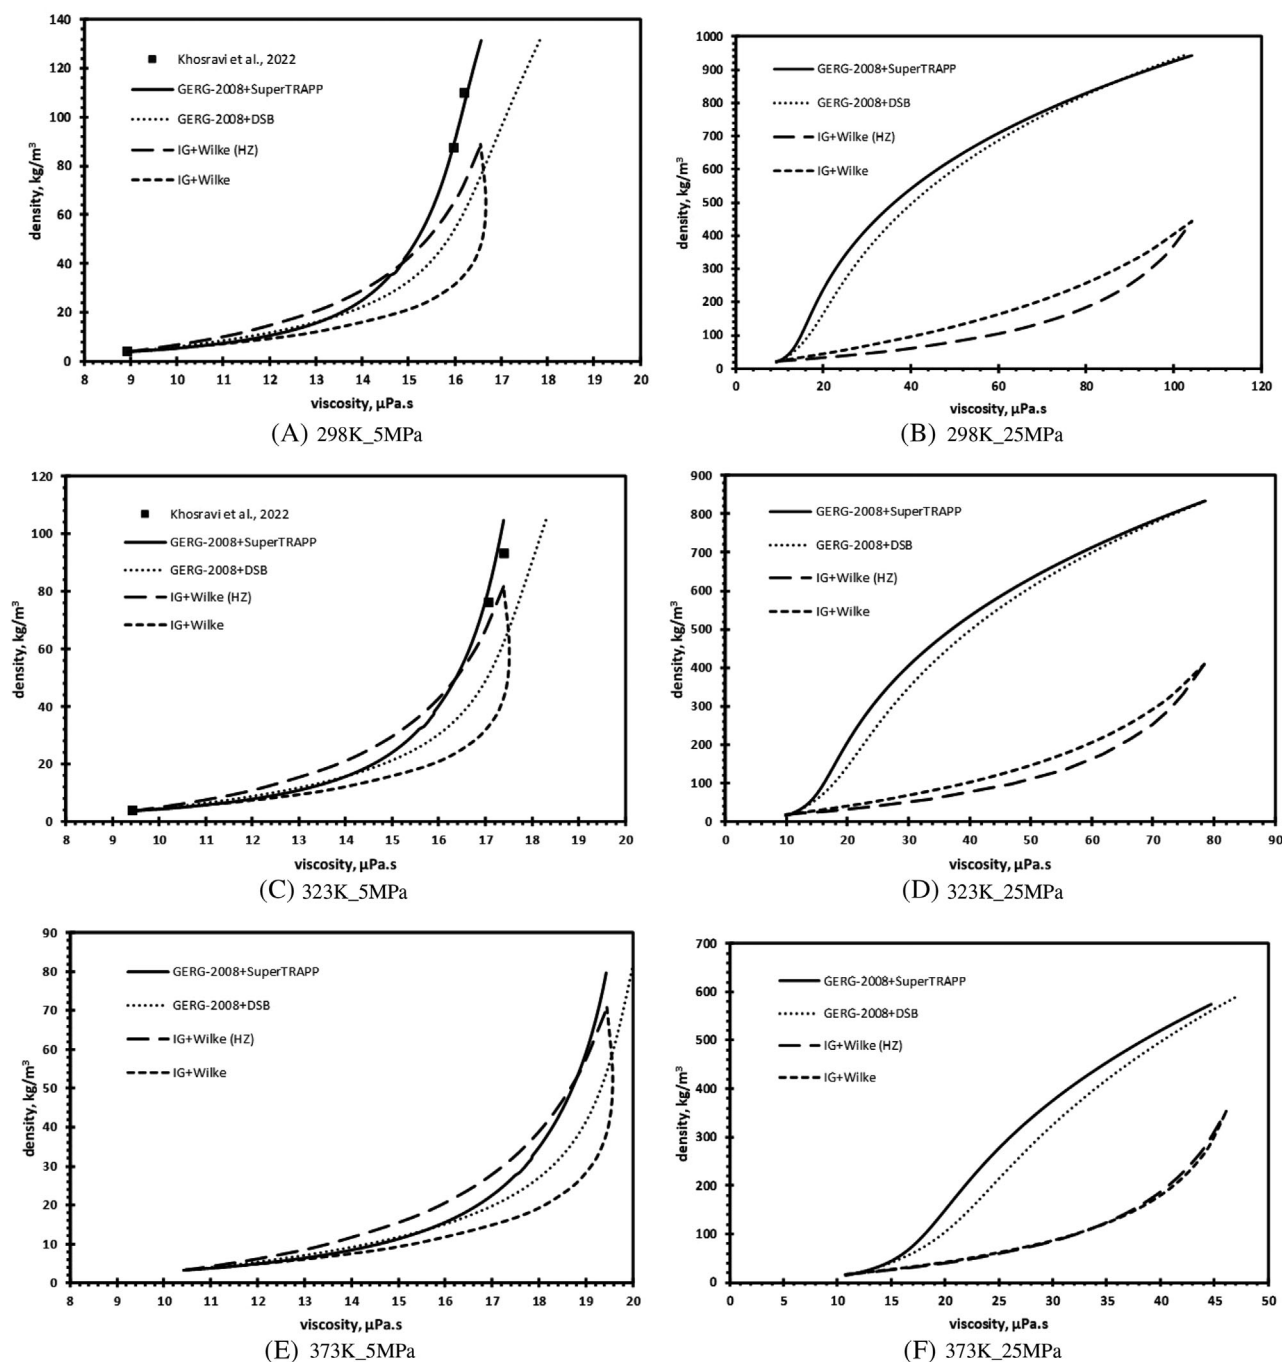 140
120
100
80
60
40
20
0
density, kg/m³
Khosravi et al., 2022
GERG-2008+SuperTRAPP
GERG-2008+DSB
IG+Wilke (HZ)
IG+Wilke
8 9 10 11 12 13 14 15 16 17 18 19 20
viscosity, μPa.s
(A) 298K_5MPa
1000
900
800
700
600
500
400
300
200
100
0
density, kg/m³
GERG-2008+SuperTRAPP
GERG-2008+DSB
IG+Wilke (HZ)
IG+Wilke
0 20 40 60 80 100 120
viscosity, μPa.s
(B) 298K_25MPa
120
100
80
60
40
20
0
density, kg/m³
Khosravi et al., 2022
GERG-2008+SuperTRAPP
GERG-2008+DSB
IG+Wilke (HZ)
IG+Wilke
8 9 10 11 12 13 14 15 16 17 18 19 20
viscosity, μPa.s
(C) 323K_5MPa
900
800
700
600
500
400
300
200
100
0
density, kg/m³
GERG-2008+SuperTRAPP
GERG-2008+DSB
IG+Wilke (HZ)
IG+Wilke
0 10 20 30 40 50 60 70 80 90
viscosity, μPa.s
(D) 323K_25MPa
90
80
70
60
50
40
30
20
10
0
density, kg/m³
GERG-2008+SuperTRAPP
GERG-2008+DSB
IG+Wilke (HZ)
IG+Wilke
8 9 10 11 12 13 14 15 16 17 18 19 20
viscosity, μPa.s
(E) 373K_5MPa
700
600
500
400
300
200
100
0
density, kg/m³
GERG-2008+SuperTRAPP
GERG-2008+DSB
IG+Wilke (HZ)
IG+Wilke
0 5 10 15 20 25 30 35 40 45 50
viscosity, μPa.s
(F) 373K_25MPa